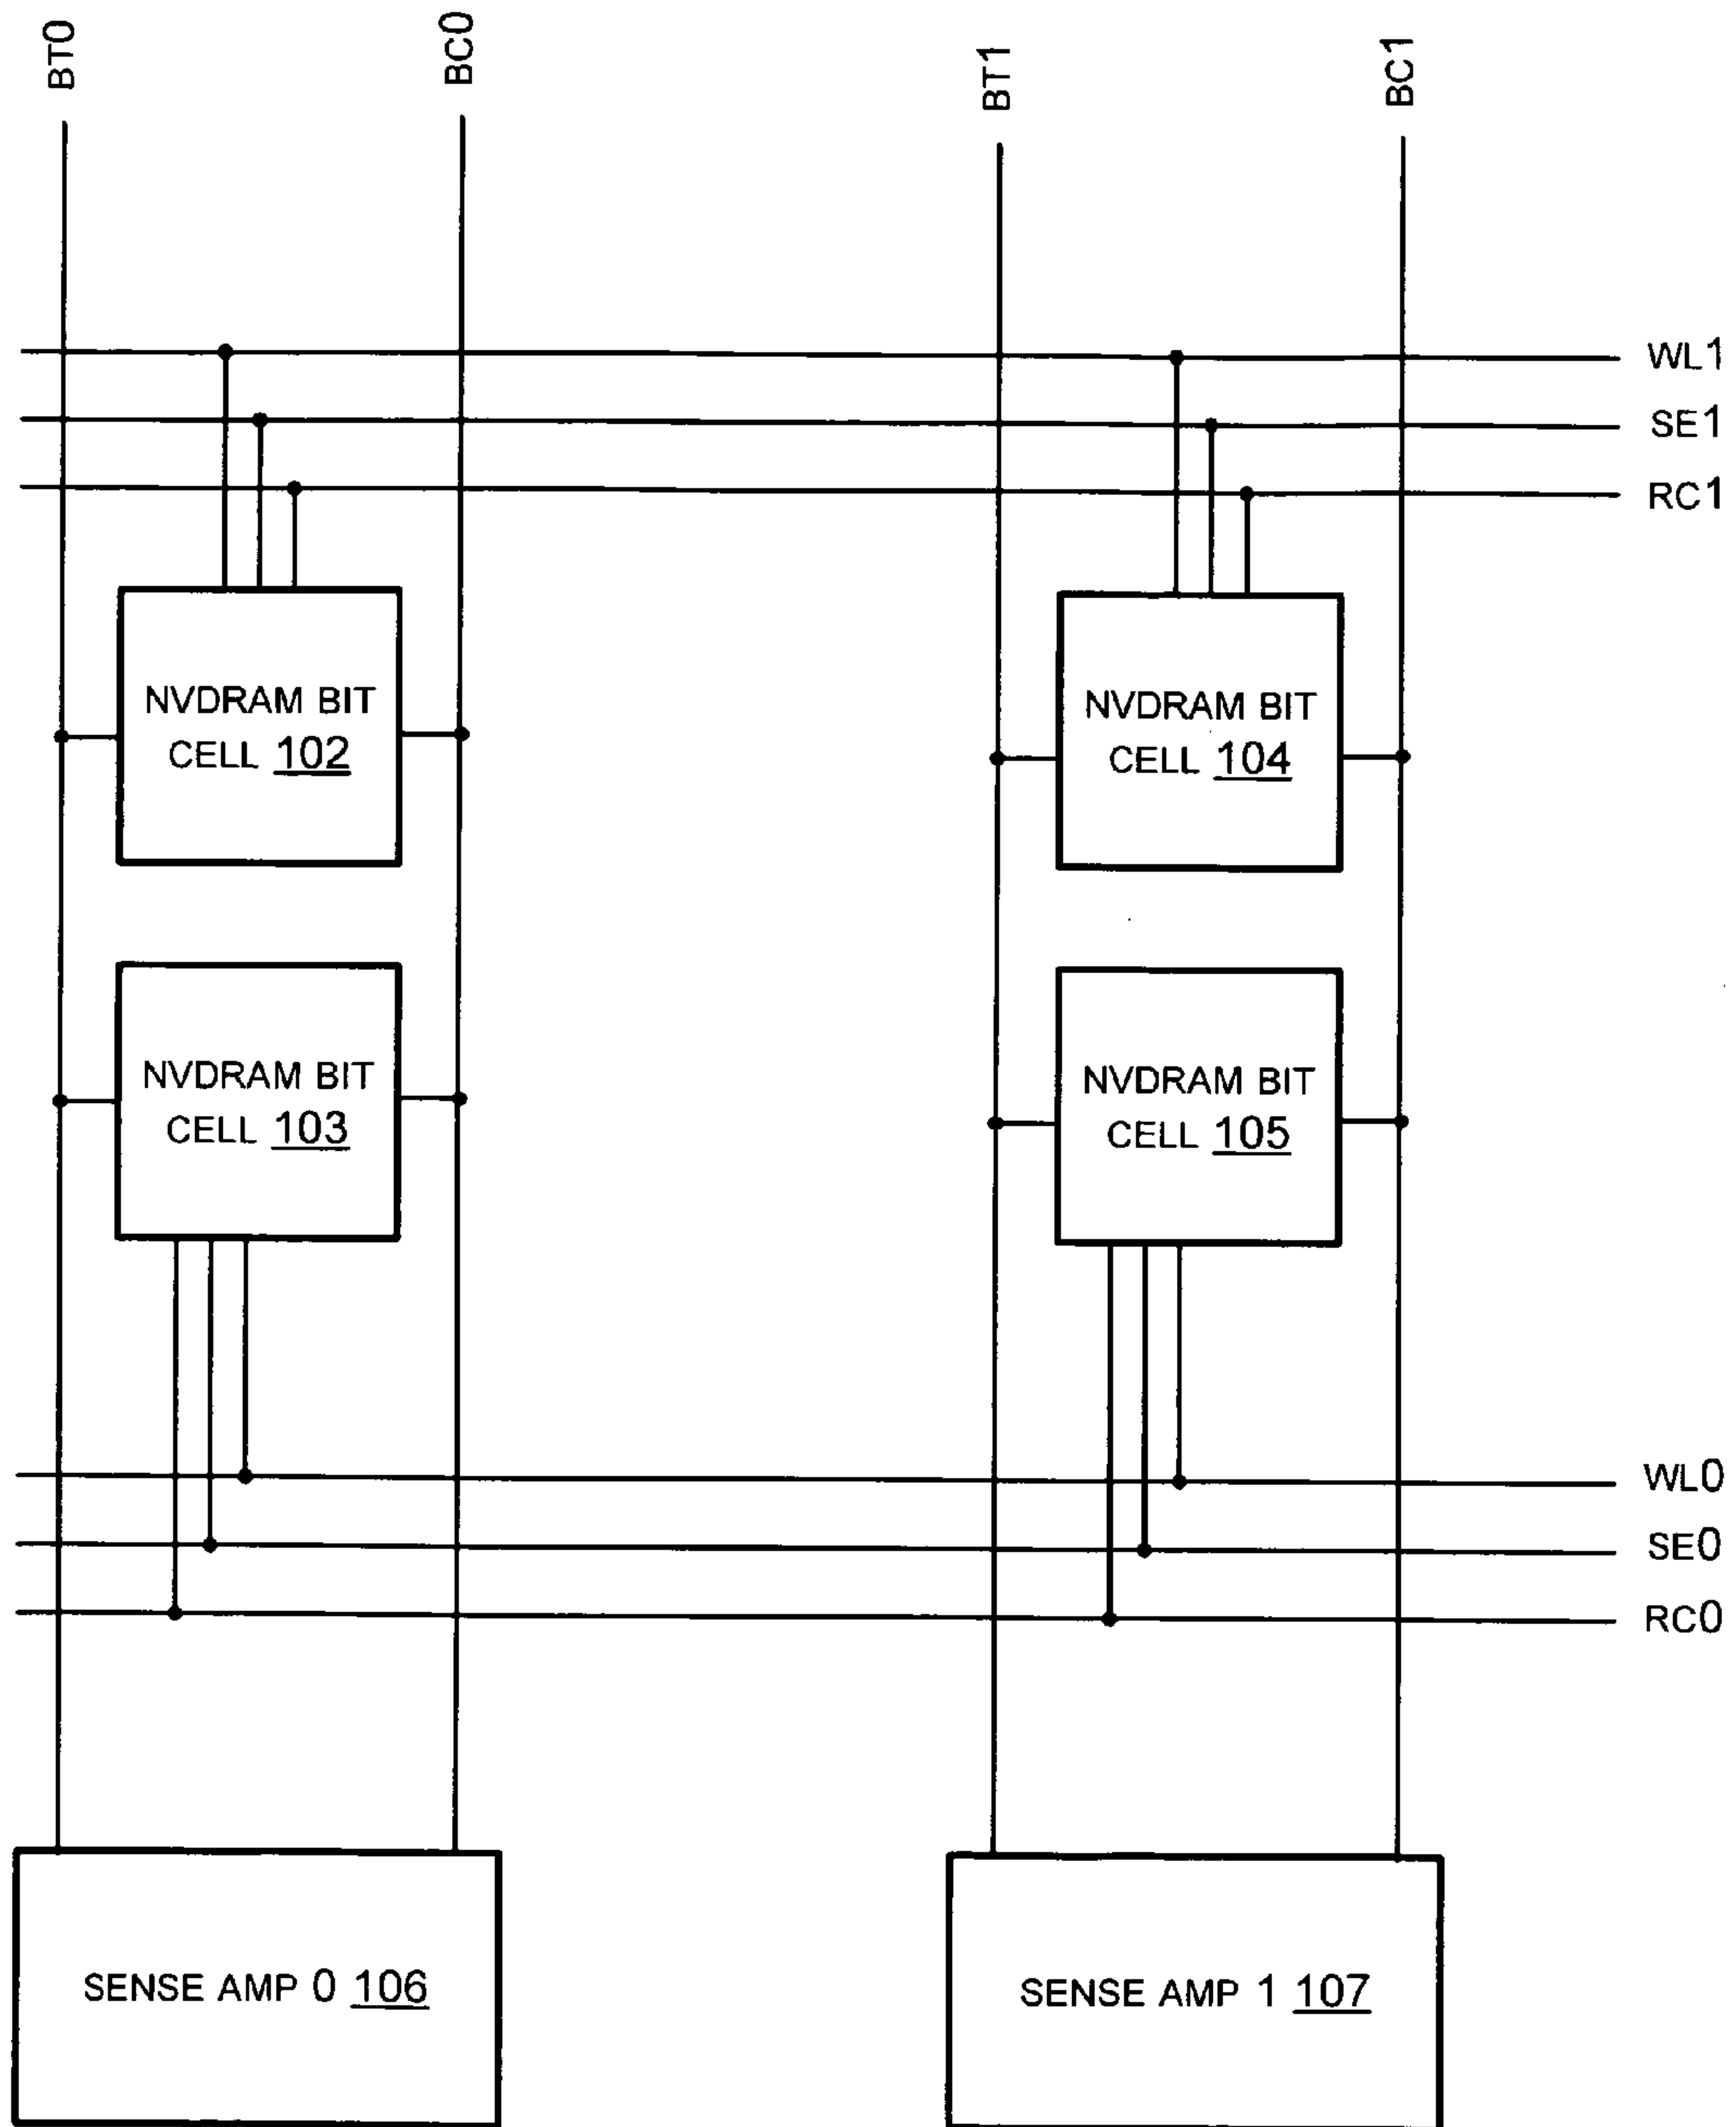 BT0
BC0
BT1
BC1
WL1
SE1
RC1
NVDRAM BIT
CELL 102
NVDRAM BIT
CELL 104
NVDRAM BIT
CELL 103
NVDRAM BIT
CELL 105
WL0
SE0
RC0
SENSE AMP 0 106
SENSE AMP 1 107